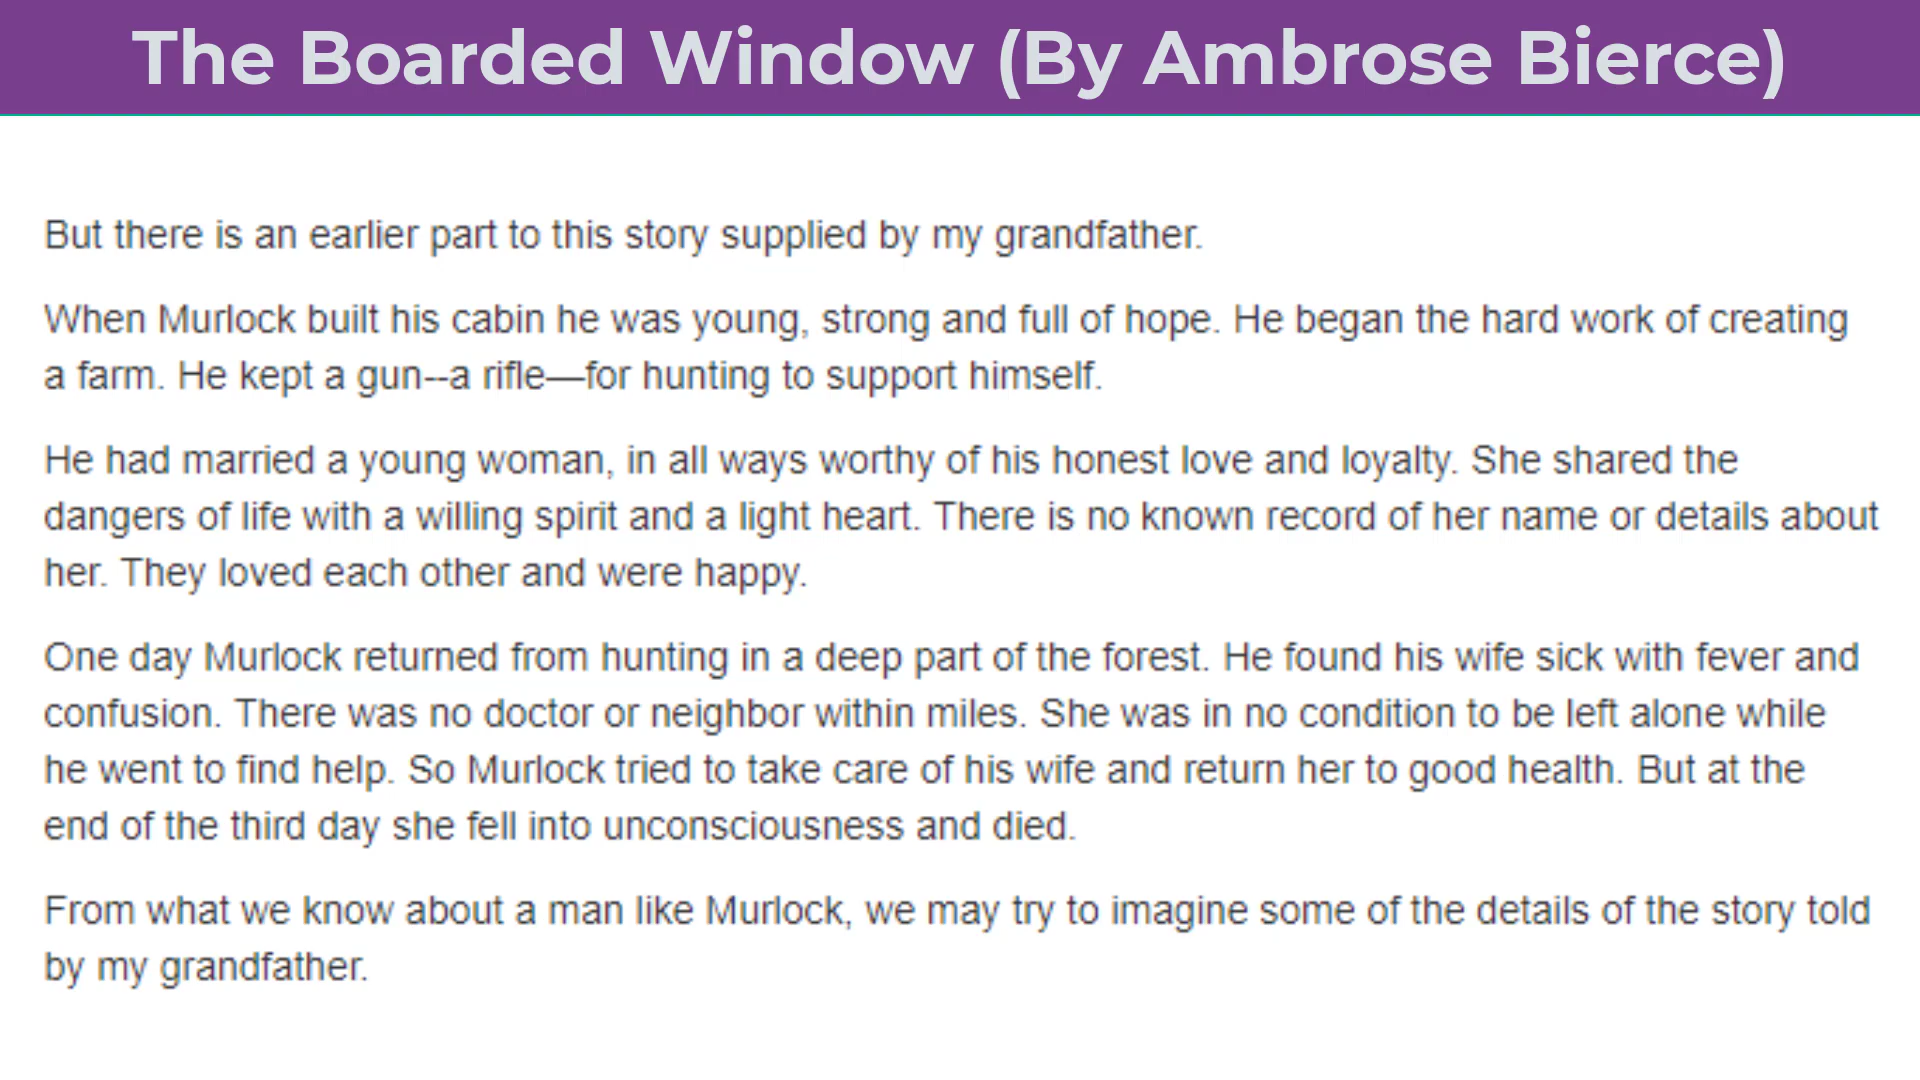 The Boarded Window (By Ambrose Bierce)
But there is an earlier part to this story supplied by my grandfather.
When Murlock built his cabin he was young, strong and full of hope. He began the hard work of creating
a farm. He kept a gun--a rifle—for hunting to support himself.
He had married a young woman, in all ways worthy of his honest love and loyalty. She shared the
dangers of life with a willing spirit and a light heart. There is no known record of her name or details about
her. They loved each other and were happy.
One day Murlock returned from hunting in a deep part of the forest. He found his wife sick with fever and
confusion. There was no doctor or neighbor within miles. She was in no condition to be left alone while
he went to find help. So Murlock tried to take care of his wife and return her to good health. But at the
end of the third day she fell into unconsciousness and died.
From what we know about a man like Murlock, we may try to imagine some of the details of the story told
by my grandfather.